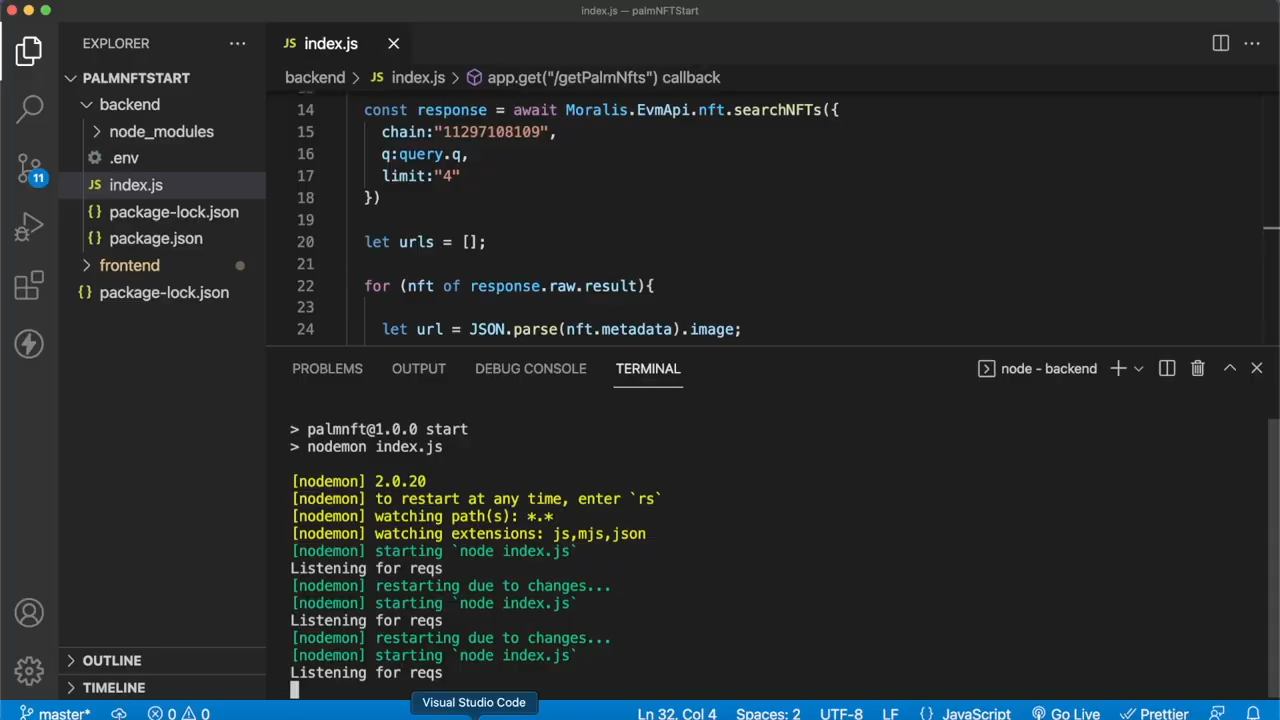 index.js — palmNFTStart
EXPLORER
JS index.js
PALMNFTSTART
backend
node_modules
.env
JS index.js
{} package-lock.json
{} package.json
frontend
{} package-lock.json
11
backend > JS index.js > app.get("/getPalmNfts") callback
14 const response = await Moralis.EvmApi.nft.searchNFTs({
15 chain:"11297108109",
16 q:query.q,
17 limit:"4"
18 })
19
20 let urls = [];
21
22 for (nft of response.raw.result){
23
24 let url = JSON.parse(nft.metadata).image;
PROBLEMS OUTPUT DEBUG CONSOLE TERMINAL node - backend
> palmnft@1.0.0 start
> nodemon index.js
[nodemon] 2.0.20
[nodemon] to restart at any time, enter `rs`
[nodemon] watching path(s): *.*
[nodemon] watching extensions: js,mjs,json
[nodemon] starting `node index.js`
Listening for reqs
[nodemon] restarting due to changes...
[nodemon] starting `node index.js`
Listening for reqs
[nodemon] restarting due to changes...
[nodemon] starting `node index.js`
Listening for reqs
OUTLINE
TIMELINE
Visual Studio Code
master* 0 0 Ln 32, Col 4 Spaces: 2 UTF-8 LF {} JavaScript Go Live Prettier